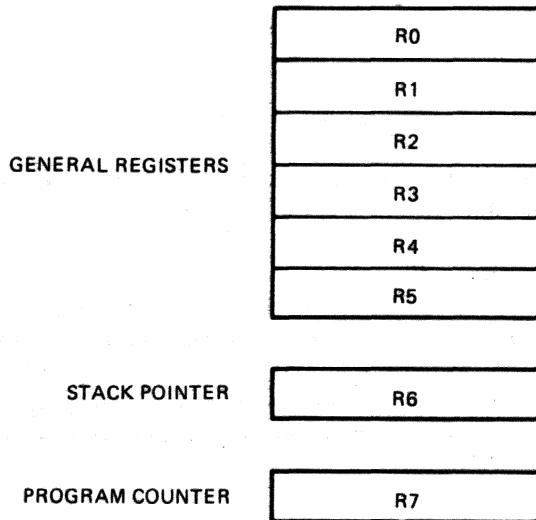 R0
R1
R2
GENERAL REGISTERS
R3
R4
R5
STACK POINTER
R6
PROGRAM COUNTER
R7